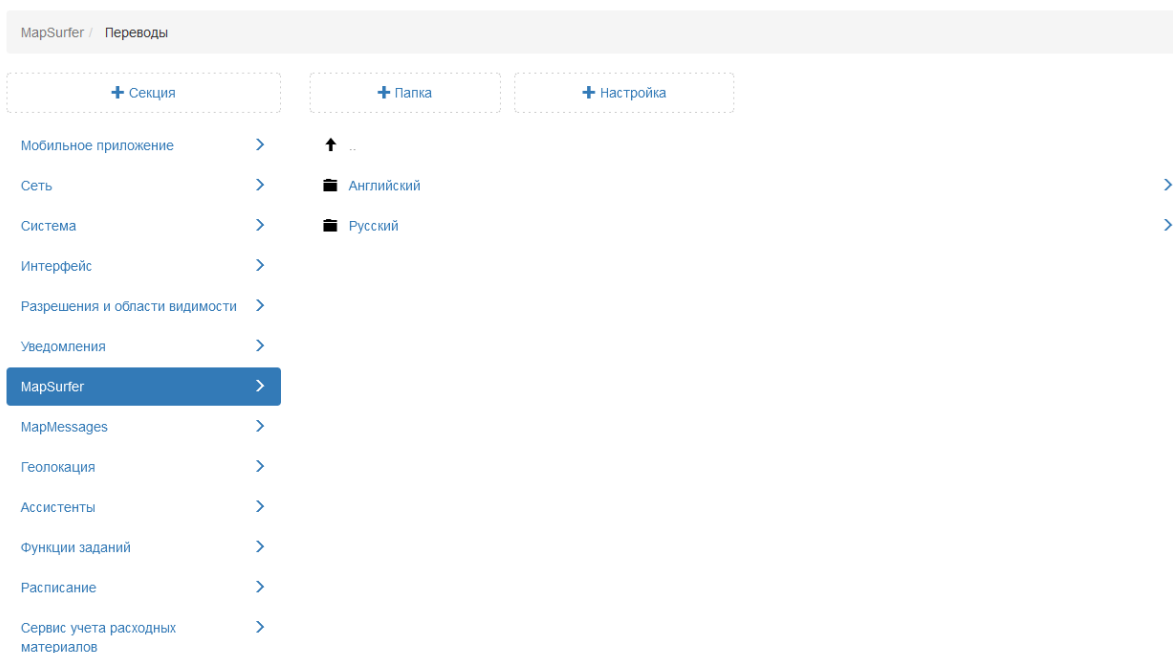 MapSurfer / Переводы
Секция
Папка
Настройка
Мобильное приложение
Сеть
Система
Интерфейс
Разрешения и области видимости
Уведомления
MapSurfer
MapMessages
Геолокация
Ассистенты
Функции заданий
Расписание
Сервис учета расходных
материалов
..
Английский
Русский